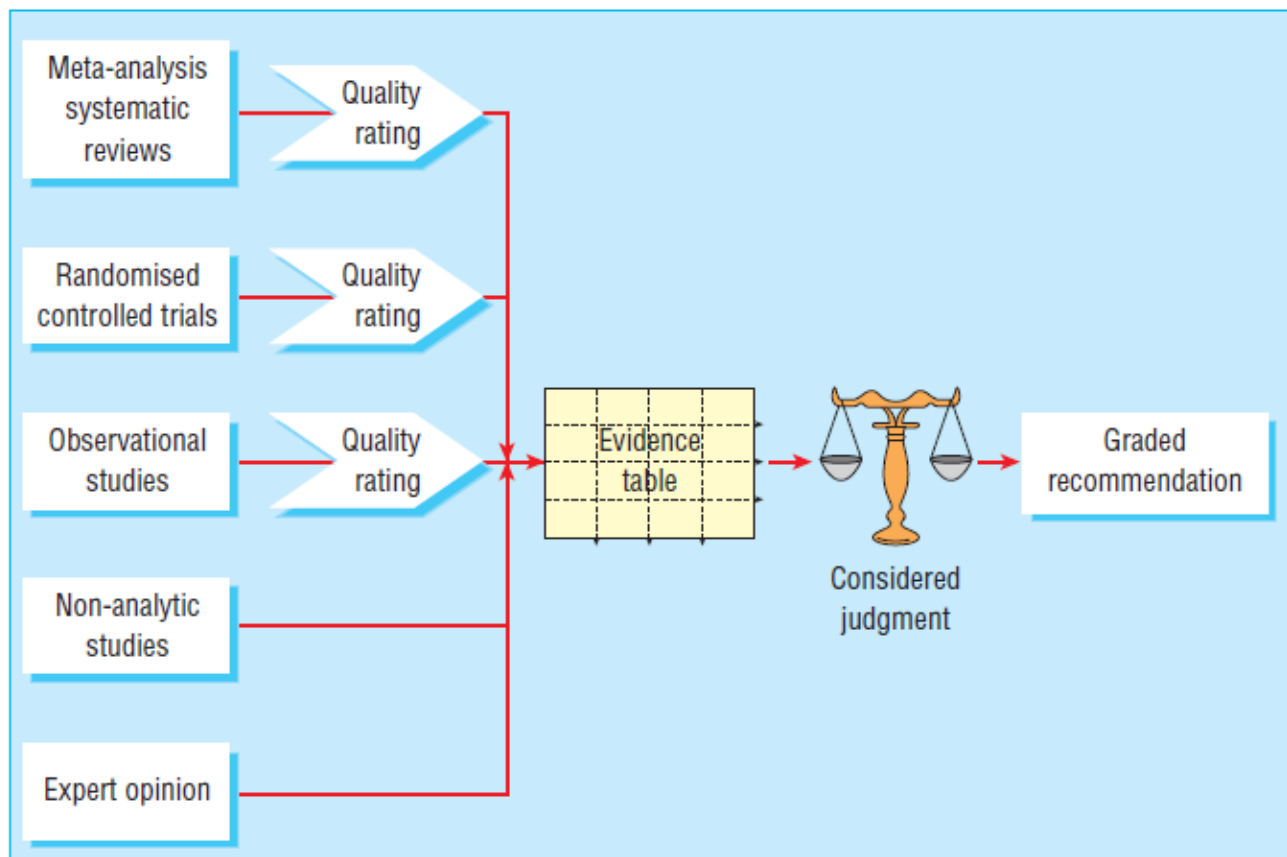 Meta-analysis
systematic
reviews
Quality
rating
Randomised
controlled trials
Quality
rating
Observational
studies
Quality
rating
Non-analytic
studies
Expert opinion
Evidence
table
Considered
judgment
Graded
recommendation